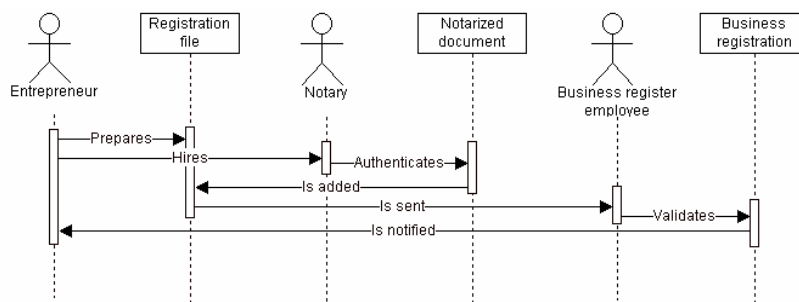 Registration
file
Notarized
document
Business
registration
Entrepreneur
Notary
Business register
employee
Prepares
Hires
Authenticates
Is added
Is sent
Validates
Is notified